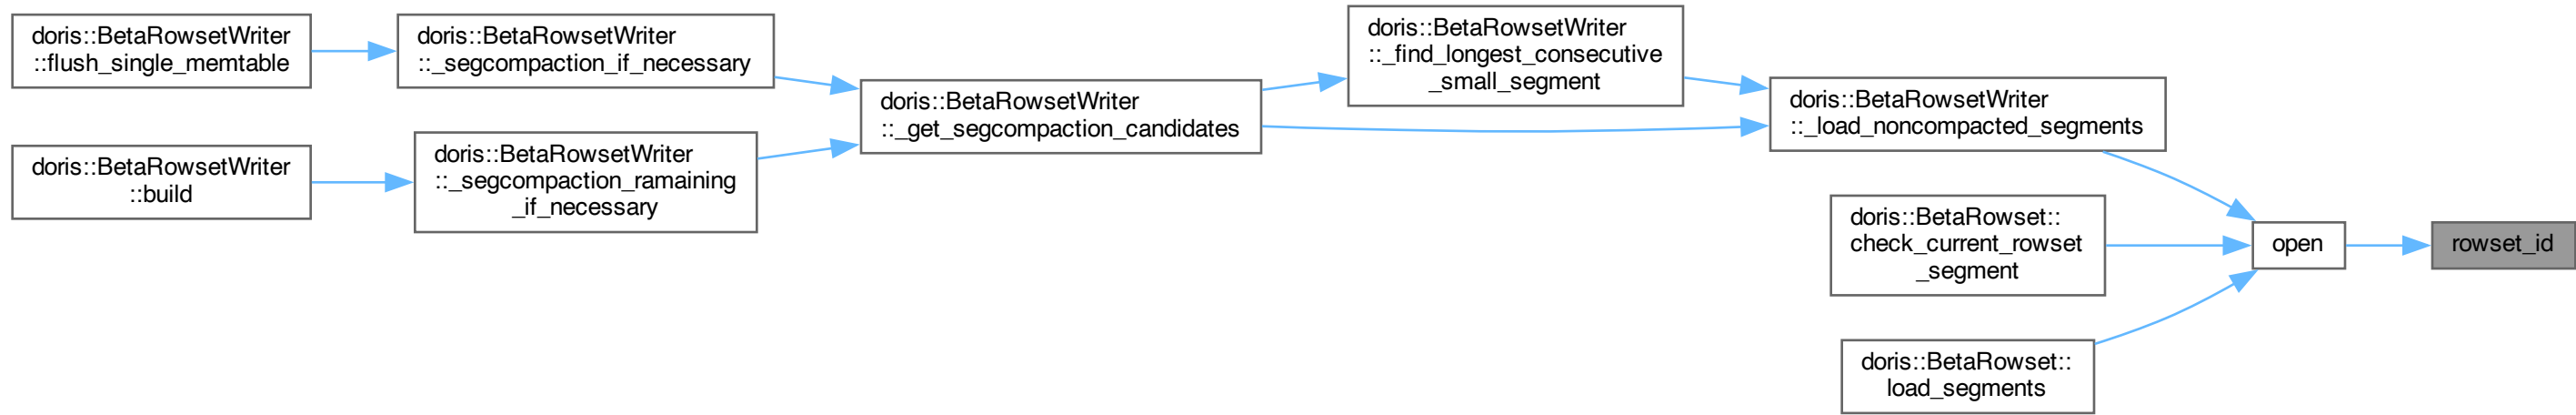 doris::BetaRowsetWriter
::flush_single_memtable
doris::BetaRowsetWriter
::build
doris::BetaRowsetWriter
::_segcompaction_if_necessary
doris::BetaRowsetWriter
::_segcompaction_ramaining
_if_necessary
doris::BetaRowsetWriter
::_get_segcompaction_candidates
doris::BetaRowsetWriter
::_find_longest_consecutive
_small_segment
doris::BetaRowsetWriter
::_load_noncompacted_segments
doris::BetaRowset::
check_current_rowset
_segment
doris::BetaRowset::
load_segments
open
rowset_id